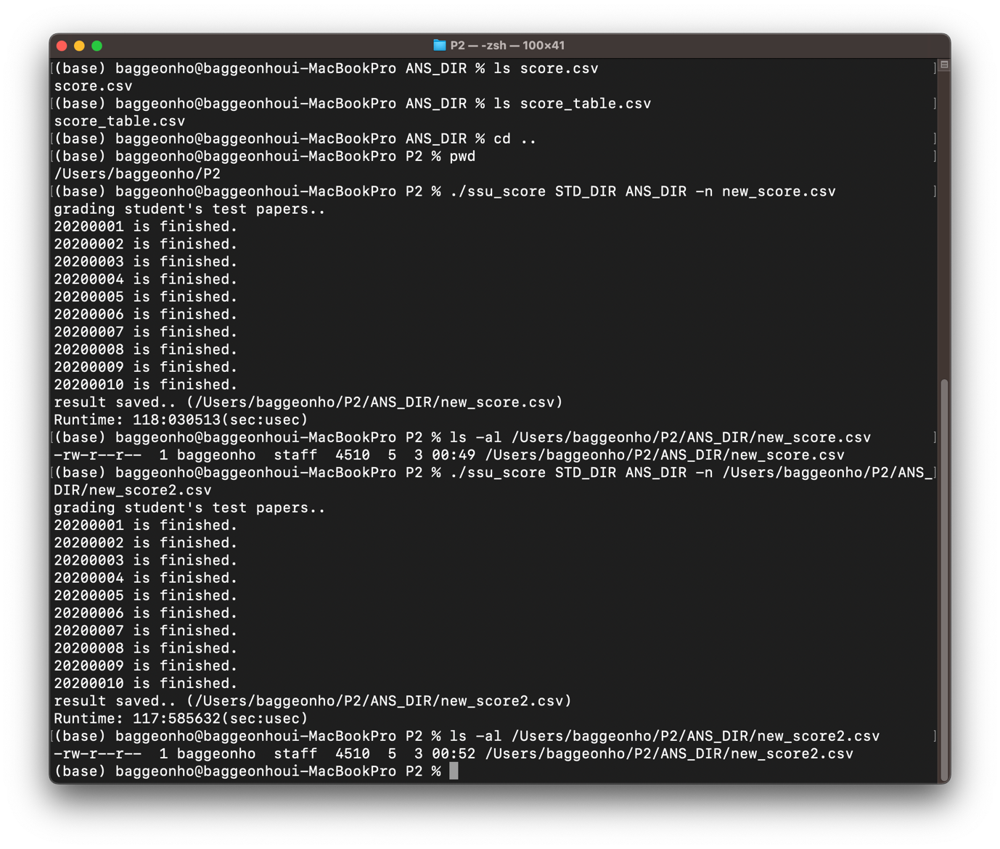 P2 — -zsh — 100×41
(base) baggeonho@baggeonhoui-MacBookPro ANS_DIR % ls score.csv
score.csv
(base) baggeonho@baggeonhoui-MacBookPro ANS_DIR % ls score_table.csv
score_table.csv
(base) baggeonho@baggeonhoui-MacBookPro ANS_DIR % cd ..
(base) baggeonho@baggeonhoui-MacBookPro P2 % pwd
/Users/baggeonho/P2
(base) baggeonho@baggeonhoui-MacBookPro P2 % ./ssu_score STD_DIR ANS_DIR -n new_score.csv
grading student's test papers..
20200001 is finished.
20200002 is finished.
20200003 is finished.
20200004 is finished.
20200005 is finished.
20200006 is finished.
20200007 is finished.
20200008 is finished.
20200009 is finished.
20200010 is finished.
result saved.. (/Users/baggeonho/P2/ANS_DIR/new_score.csv)
Runtime: 118:030513(sec:usec)
(base) baggeonho@baggeonhoui-MacBookPro P2 % ls -al /Users/baggeonho/P2/ANS_DIR/new_score.csv
-rw-r--r--  1 baggeonho  staff  4510  5  3 00:49 /Users/baggeonho/P2/ANS_DIR/new_score.csv
(base) baggeonho@baggeonhoui-MacBookPro P2 % ./ssu_score STD_DIR ANS_DIR -n /Users/baggeonho/P2/ANS_
DIR/new_score2.csv
grading student's test papers..
20200001 is finished.
20200002 is finished.
20200003 is finished.
20200004 is finished.
20200005 is finished.
20200006 is finished.
20200007 is finished.
20200008 is finished.
20200009 is finished.
20200010 is finished.
result saved.. (/Users/baggeonho/P2/ANS_DIR/new_score2.csv)
Runtime: 117:585632(sec:usec)
(base) baggeonho@baggeonhoui-MacBookPro P2 % ls -al /Users/baggeonho/P2/ANS_DIR/new_score2.csv
-rw-r--r--  1 baggeonho  staff  4510  5  3 00:52 /Users/baggeonho/P2/ANS_DIR/new_score2.csv
(base) baggeonho@baggeonhoui-MacBookPro P2 %